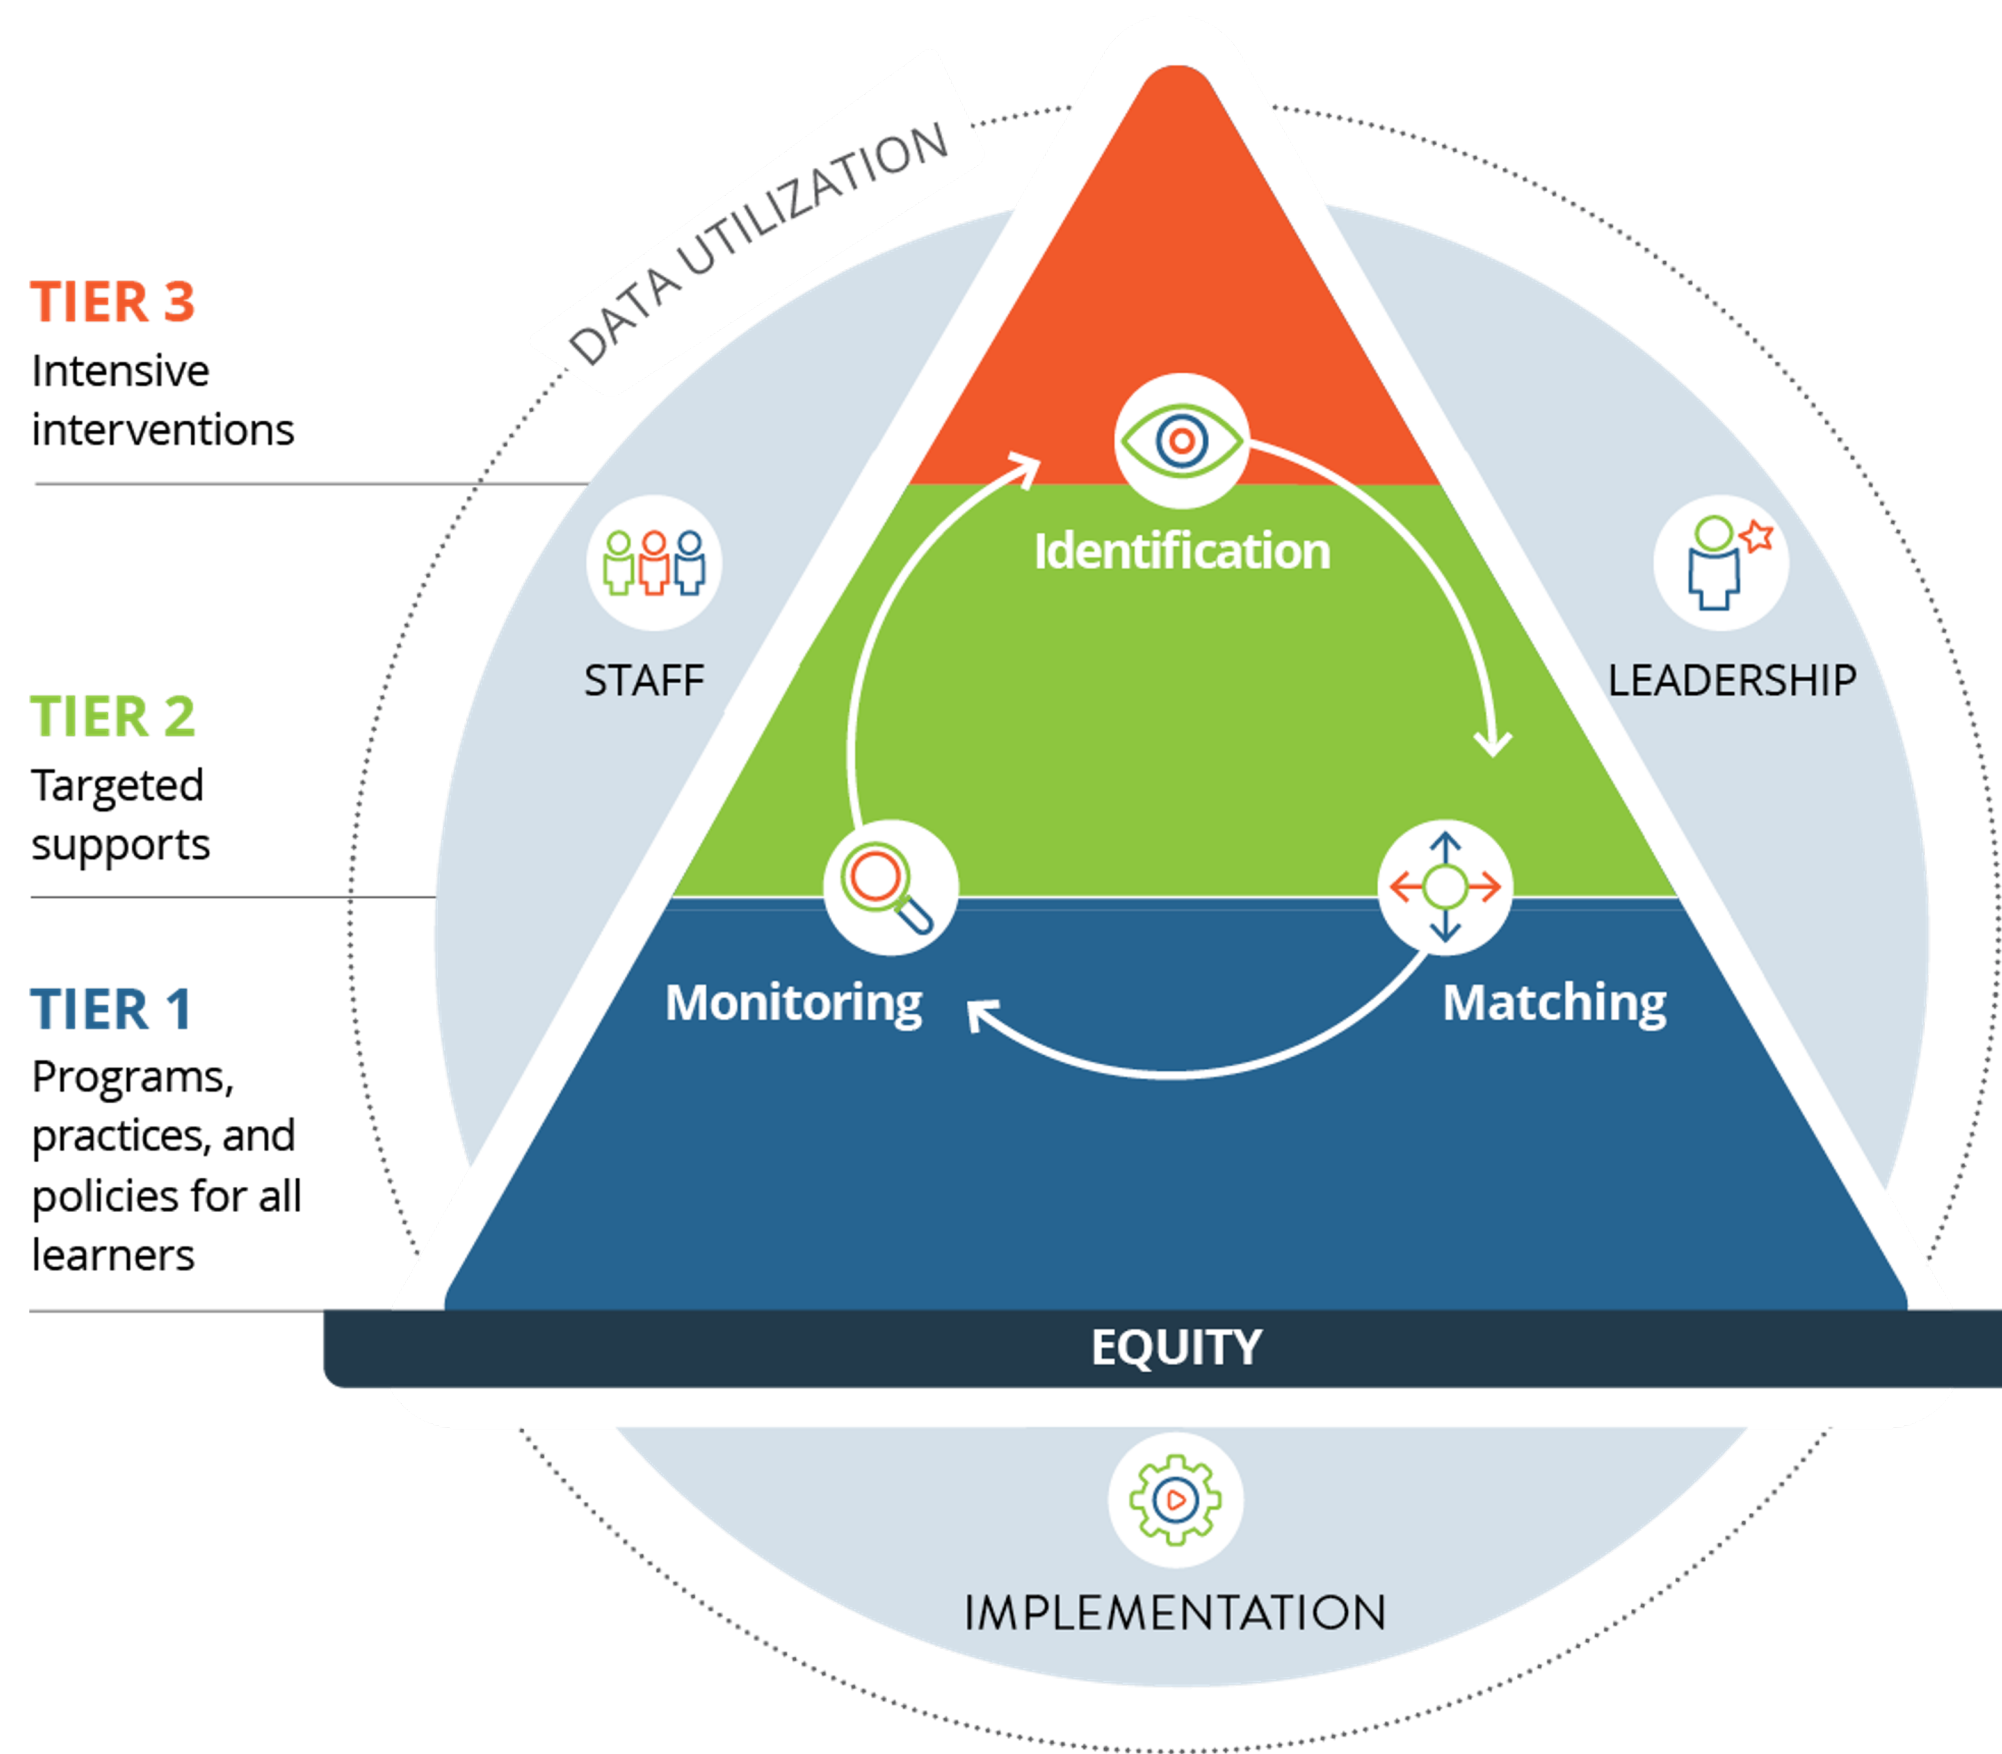 DATA UTILIZATION
TIER 3
Intensive
interventions
Identification
STAFF
LEADERSHIP
TIER 2
Targeted
supports
TIER 1
Programs,
practices, and
policies for all
learners
Monitoring
Matching
EQUITY
IMPLEMENTATION